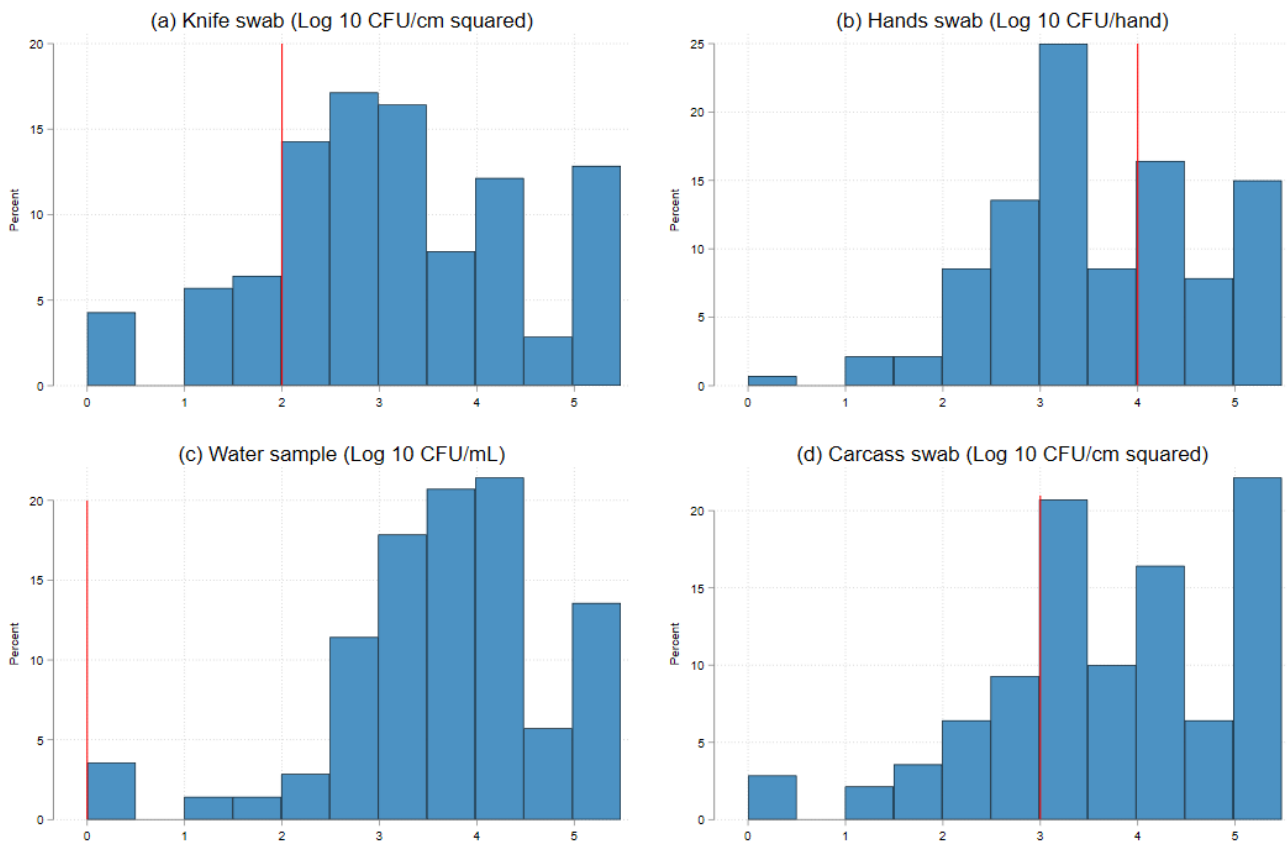 (a) Knife swab (Log 10 CFU/cm squared)
20
15
10
5
0
Percent
0 1 2 3 4 5
(b) Hands swab (Log 10 CFU/hand)
25
20
15
10
5
0
Percent
0 1 2 3 4 5
(c) Water sample (Log 10 CFU/mL)
20
15
10
5
0
Percent
0 1 2 3 4 5
(d) Carcass swab (Log 10 CFU/cm squared)
20
15
10
5
0
Percent
0 1 2 3 4 5